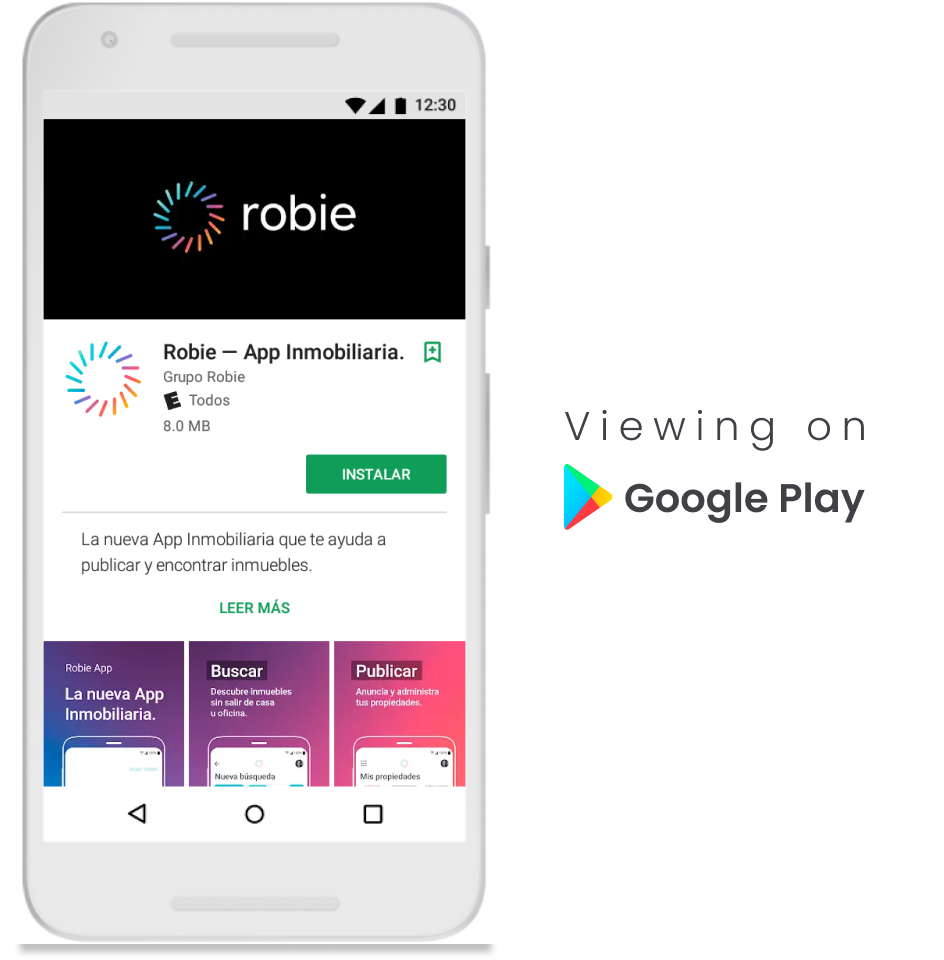 12:30
robie
Robie — App Inmobiliaria.
Grupo Robie
E Todos
8.0 MB
INSTALAR
La nueva App Inmobiliaria que te ayuda a
publicar y encontrar inmuebles.
LEER MÁS
Robie App
La nueva App
Inmobiliaria.
Buscar
Descubre inmuebles
sin salir de casa
u oficina.
Nueva búsqueda
Publicar
Anuncia y administra
tus propiedades.
Mis propiedades
Viewing on
Google Play